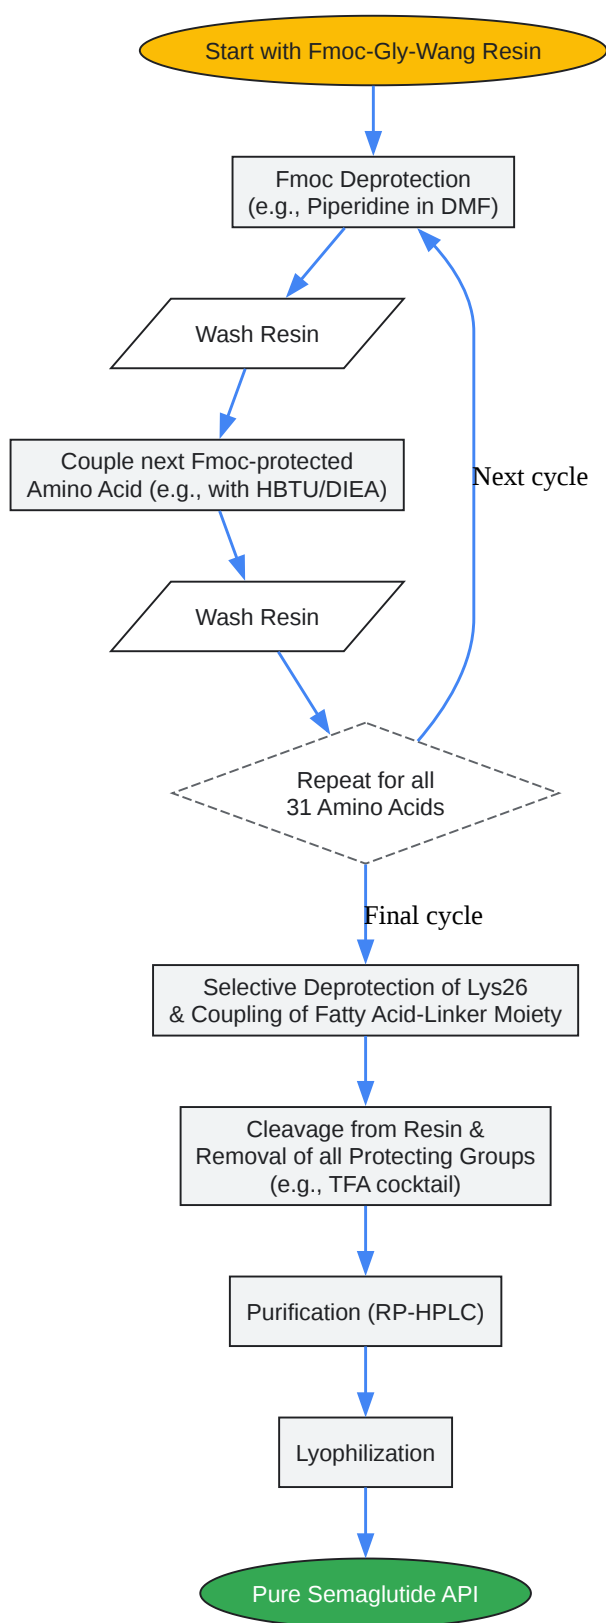 Start with Fmoc-Gly-Wang Resin
Fmoc Deprotection
(e.g., Piperidine in DMF)
Wash Resin
Couple next Fmoc-protected
Amino Acid (e.g., with HBTU/DIEA)
Next cycle
Wash Resin
Repeat for all
31 Amino Acids
Final cycle
Selective Deprotection of Lys26
& Coupling of Fatty Acid-Linker Moiety
Cleavage from Resin &
Removal of all Protecting Groups
(e.g., TFA cocktail)
Purification (RP-HPLC)
Lyophilization
Pure Semaglutide API